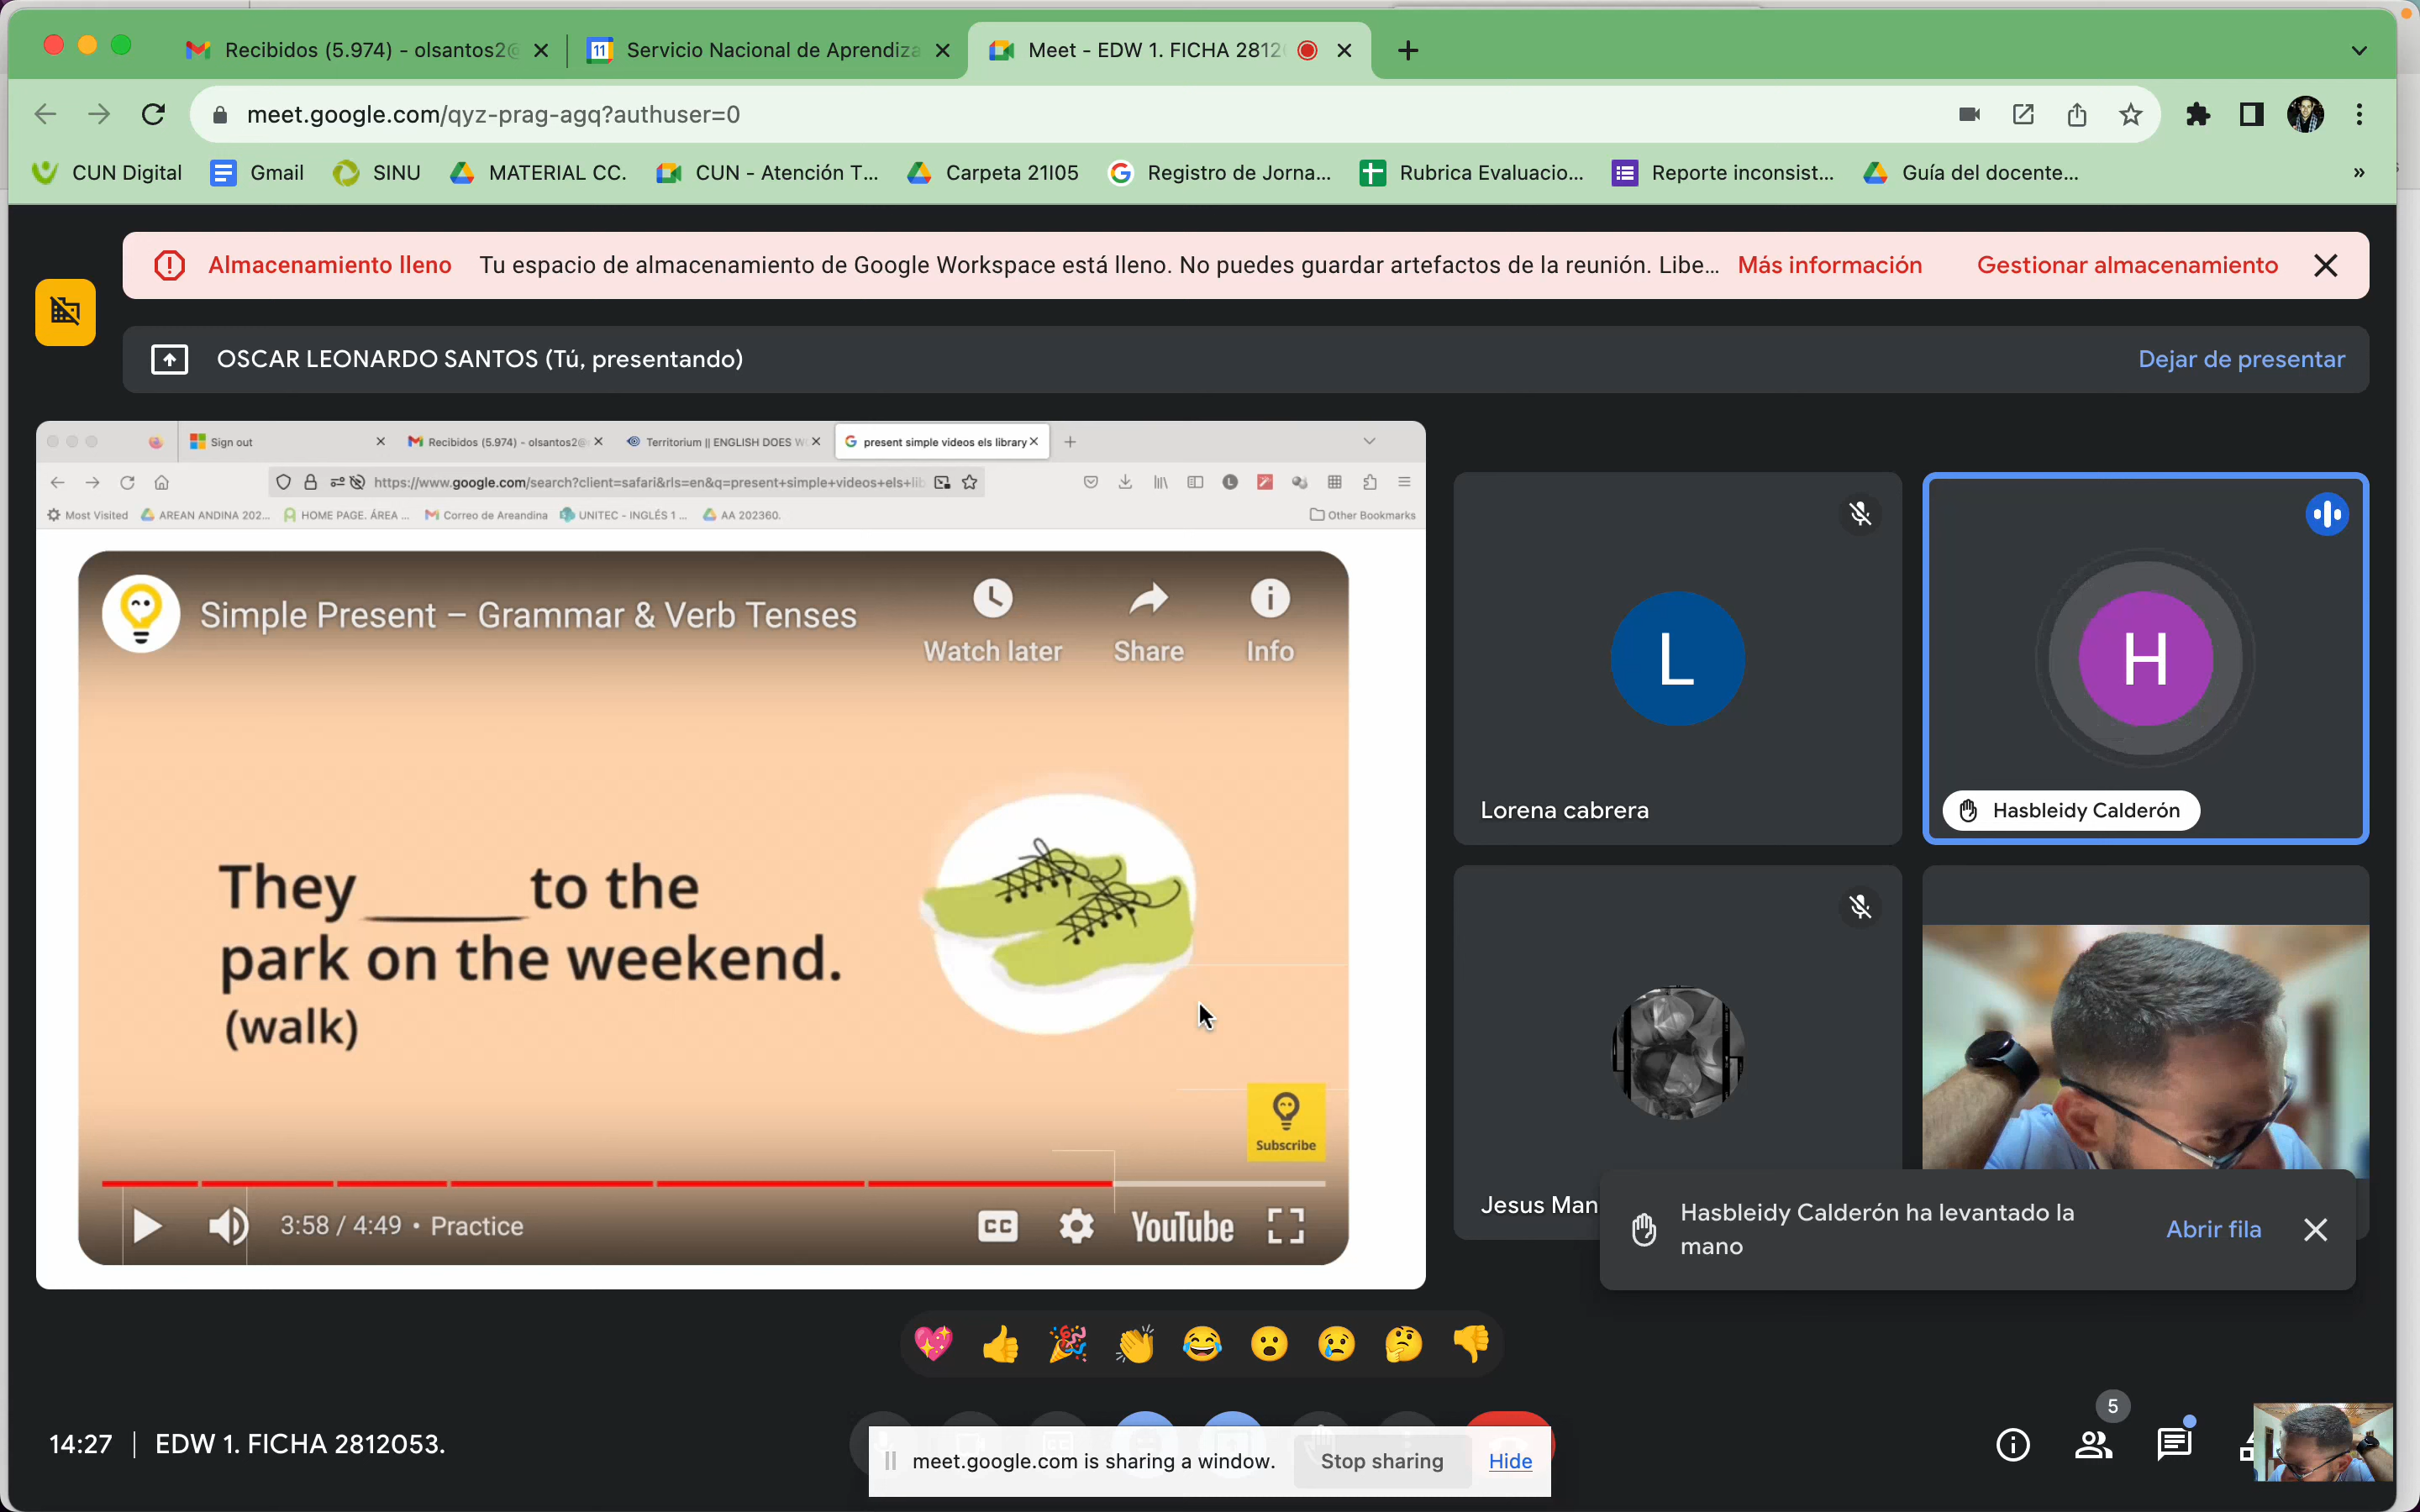 Recibidos (5.974) - olsantos2@
Servicio Nacional de Aprendiza
Meet - EDW 1. FICHA 2812
meet.google.com/qyz-prag-agq?authuser=0
CUN Digital
Gmail
SINU
MATERIAL CC.
CUN - Atención T...
Carpeta 21I05
Registro de Jorna...
Rubrica Evaluacio...
Reporte inconsist...
Guía del docente...
»
Almacenamiento lleno Tu espacio de almacenamiento de Google Workspace está lleno. No puedes guardar artefactos de la reunión. Libe... Más información Gestionar almacenamiento
OSCAR LEONARDO SANTOS (Tú, presentando)
Dejar de presentar
Sign out
Recibidos (5.974) - olsantos2@
Territorium || ENGLISH DOES W
present simple videos els library
https://www.google.com/search?client=safari&rls=en&q=present+simple+videos+els+lib
Most Visited
AREAN ANDINA 202...
HOME PAGE. ÁREA ...
Correo de Areandina
UNITEC - INGLÉS 1 ...
AA 202360.
Other Bookmarks
Simple Present – Grammar & Verb Tenses
Watch later
Share
Info
They _____ to the
park on the weekend.
(walk)
Subscribe
3:58 / 4:49 • Practice
CC
YouTube
L
Lorena cabrera
H
Hasbleidy Calderón
Jesus Man
Hasbleidy Calderón ha levantado la
mano
Abrir fila
14:27 | EDW 1. FICHA 2812053.
meet.google.com is sharing a window.
Stop sharing
Hide
5